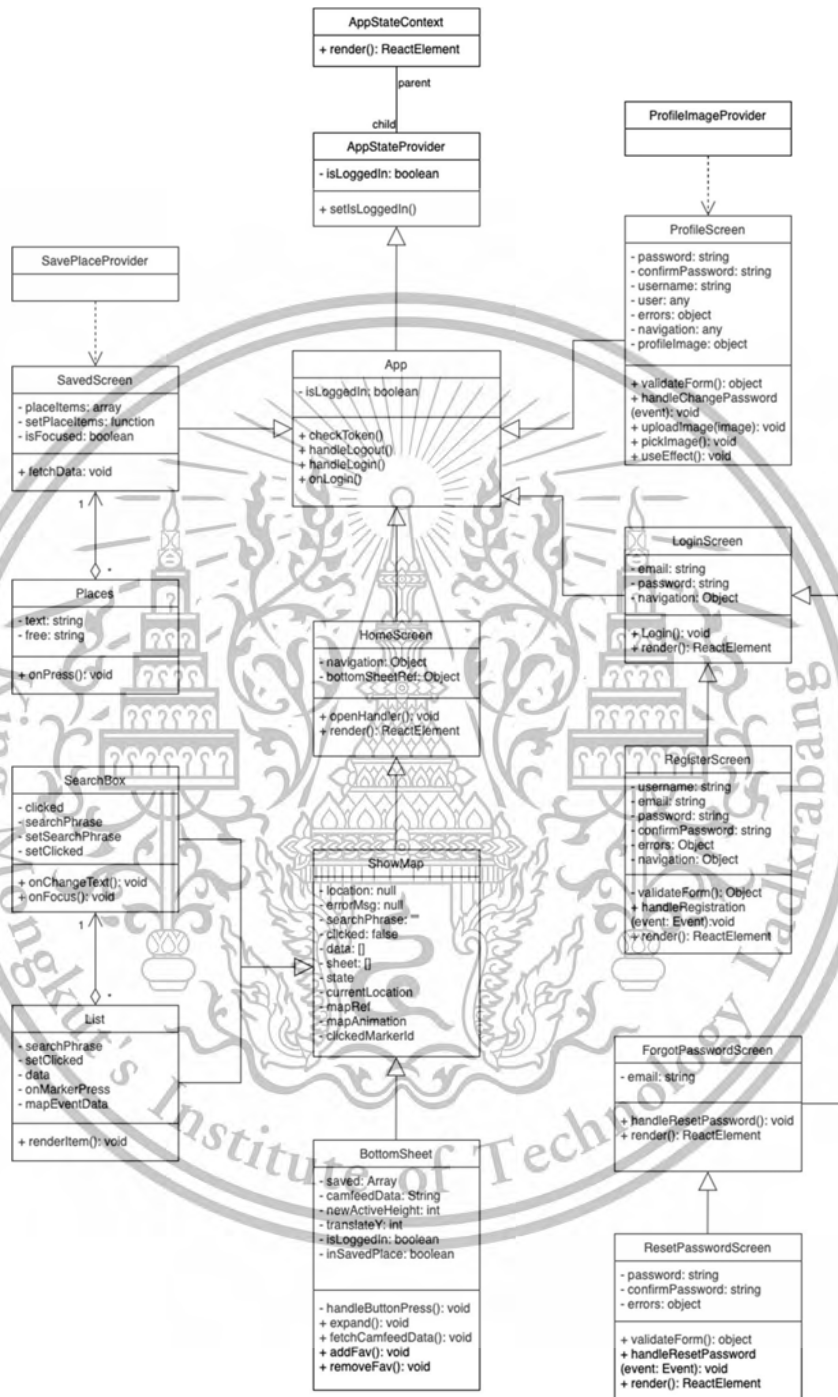 AppStateContext
+ render(): ReactElement
parent
child
AppStateProvider
- isLoggedIn: boolean
+ setIsLoggedIn()
ProfileImageProvider
SavePlaceProvider
ProfileScreen
- password: string
- confirmPassword: string
- username: string
- user: any
- errors: object
- navigation: any
- profileImage: object
+ validateForm(): object
+ handleChangePassword
(event): void
+ uploadImage(image): void
+ pickImage(): void
+ useEffect(): void
SavedScreen
- placeItems: array
- setPlaceItems: function
- isFocused: boolean
+ fetchData: void
App
- isLoggedIn: boolean
+ checkToken()
+ handleLogout()
+ handleLogin()
+ onLogin()
1
*
Places
- text: string
- free: string
+ onPress(): void
LoginScreen
- email: string
- password: string
- navigation: Object
+ Login(): void
+ render(): ReactElement
HomeScreen
- navigation: Object
- bottomSheetRef: Object
+ openHandler(): void
+ render(): ReactElement
SearchBox
- clicked
- searchPhrase
- setSearchPhrase
- setClicked
+ onChangeText(): void
+ onFocus(): void
RegisterScreen
- username: string
- email: string
- password: string
- confirmPassword: string
- errors: Object
- navigation: Object
- validateForm(): Object
+ handleRegistration
(event: Event):void
+ render(): ReactElement
ShowMap
- location: null
- errorMsg: null
- searchPhrase: ""
- clicked: false
- data: []
- sheet: []
- state
- currentLocation
- mapRef
- mapAnimation
- clickedMarkerId
1
*
List
- searchPhrase
- setClicked
- data
- onMarkerPress
- mapEventData
+ renderItem(): void
ForgotPasswordScreen
- email: string
+ handleResetPassword(): void
+ render(): ReactElement
BottomSheet
- saved: Array
- camfeedData: String
- newActiveHeight: int
- translateY: int
- isLoggedIn: boolean
- inSavedPlace: boolean
- handleButtonPress(): void
+ expand(): void
+ fetchCamfeedData(): void
+ addFav(): void
+ removeFav(): void
ResetPasswordScreen
- password: string
- confirmPassword: string
- errors: object
+ validateForm(): object
+ handleResetPassword
(event: Event): void
+ render(): ReactElement
Institute of Technology Ladkrabang